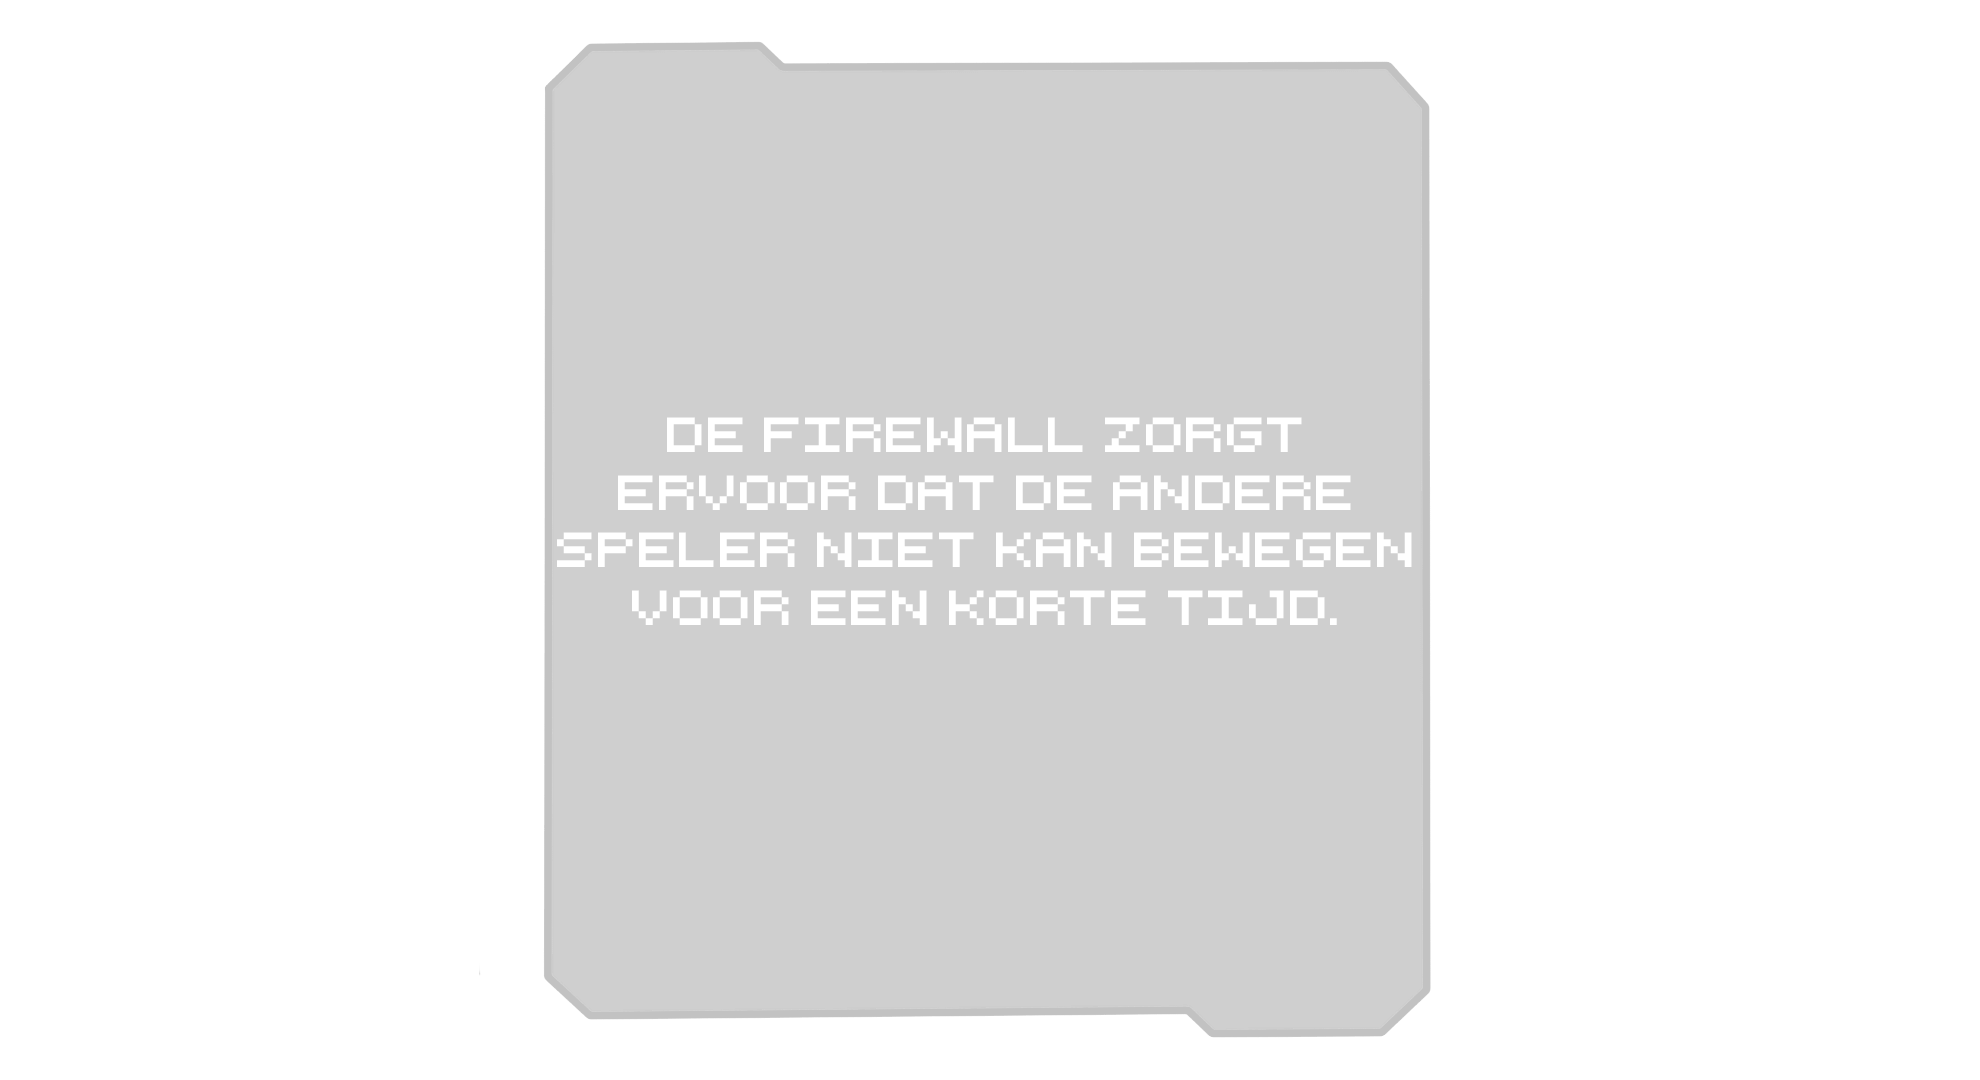 DE FIREWALL ZORGT
ERVOOR DAT DE ANDERE
SPELER NIET KAN BEWEGEN
VOOR EEN KORTE TIJD.